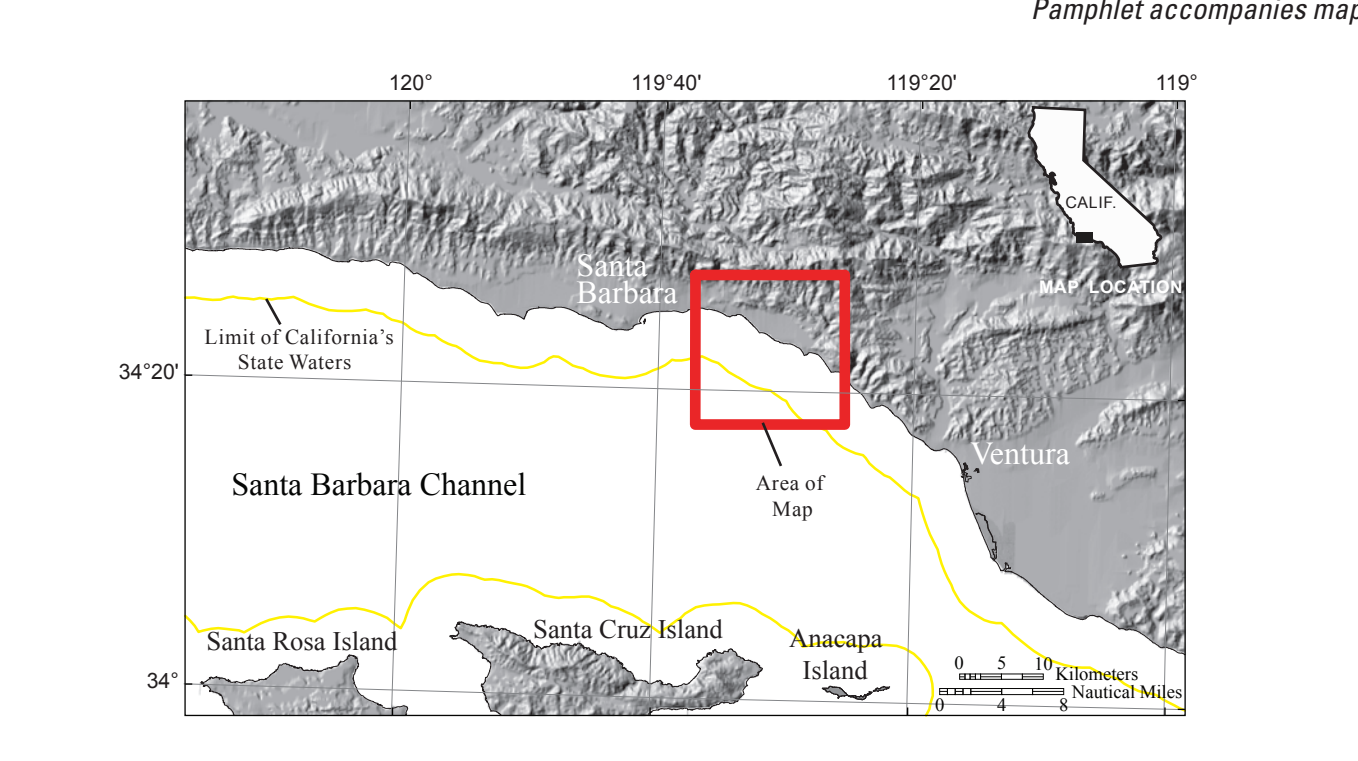 Pamphlet accompanies map
120°
119°40'
119°20'
119°
CALIF.
MAP LOCATION
Santa
Barbara
Limit of California’s
State Waters
34°20'
Ventura
Area of
Map
Santa Barbara Channel
Santa Rosa Island
Santa Cruz Island
Anacapa
Island
0 5 10
Kilometers
Nautical Miles
0 4 8
34°